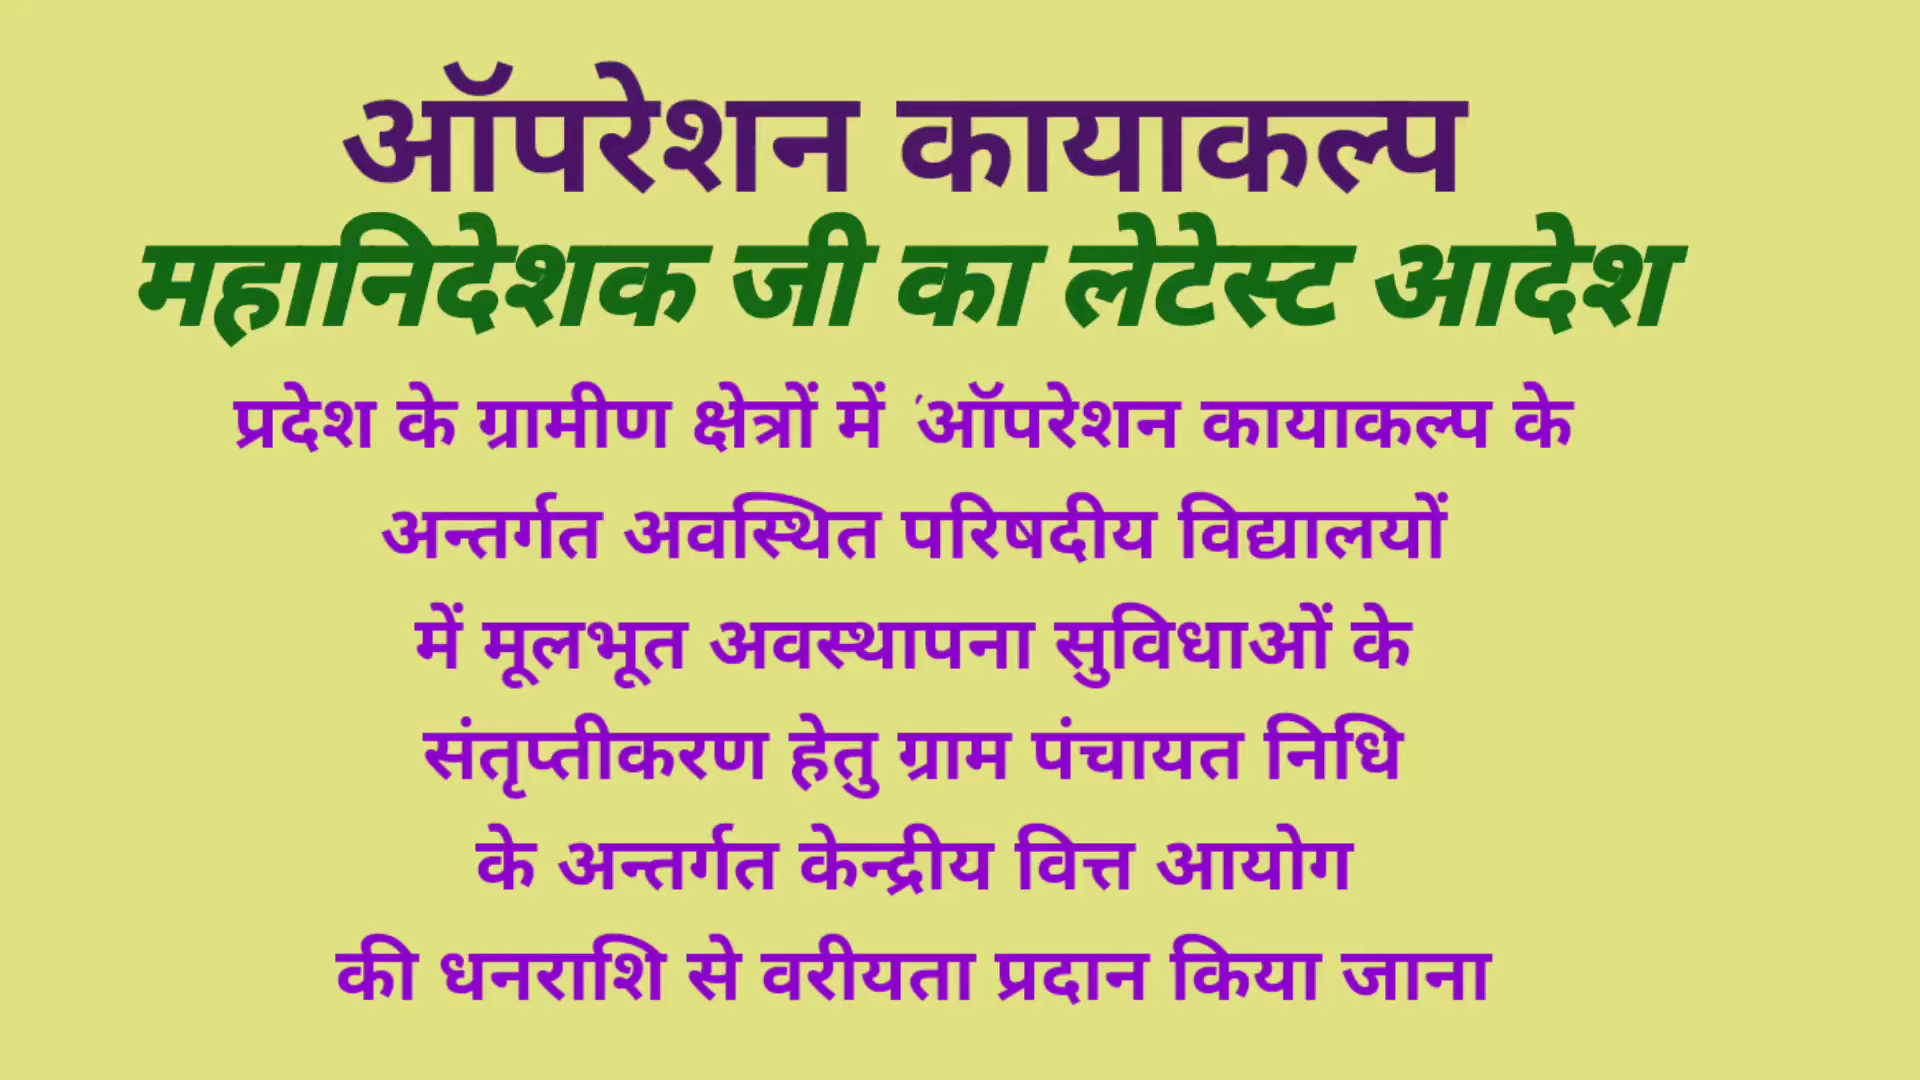 ऑपरेशन कायाकल्प
महानिदेशक जी का लेटेस्ट आदेश
प्रदेश के ग्रामीण क्षेत्रों में ‘ऑपरेशन कायाकल्प के
अन्तर्गत अवस्थित परिषदीय विद्यालयों
में मूलभूत अवस्थापना सुविधाओं के
संतृप्तीकरण हेतु ग्राम पंचायत निधि
के अन्तर्गत केन्द्रीय वित्त आयोग
की धनराशि से वरीयता प्रदान किया जाना